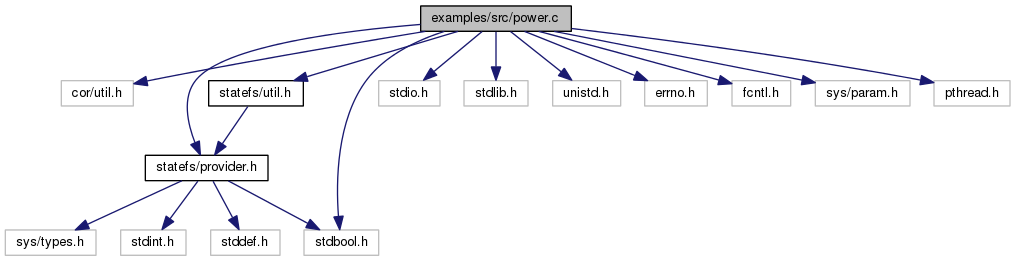 examples/src/power.c
cor/util.h
statefs/util.h
stdio.h
stdlib.h
unistd.h
errno.h
fcntl.h
sys/param.h
pthread.h
statefs/provider.h
sys/types.h
stdint.h
stddef.h
stdbool.h